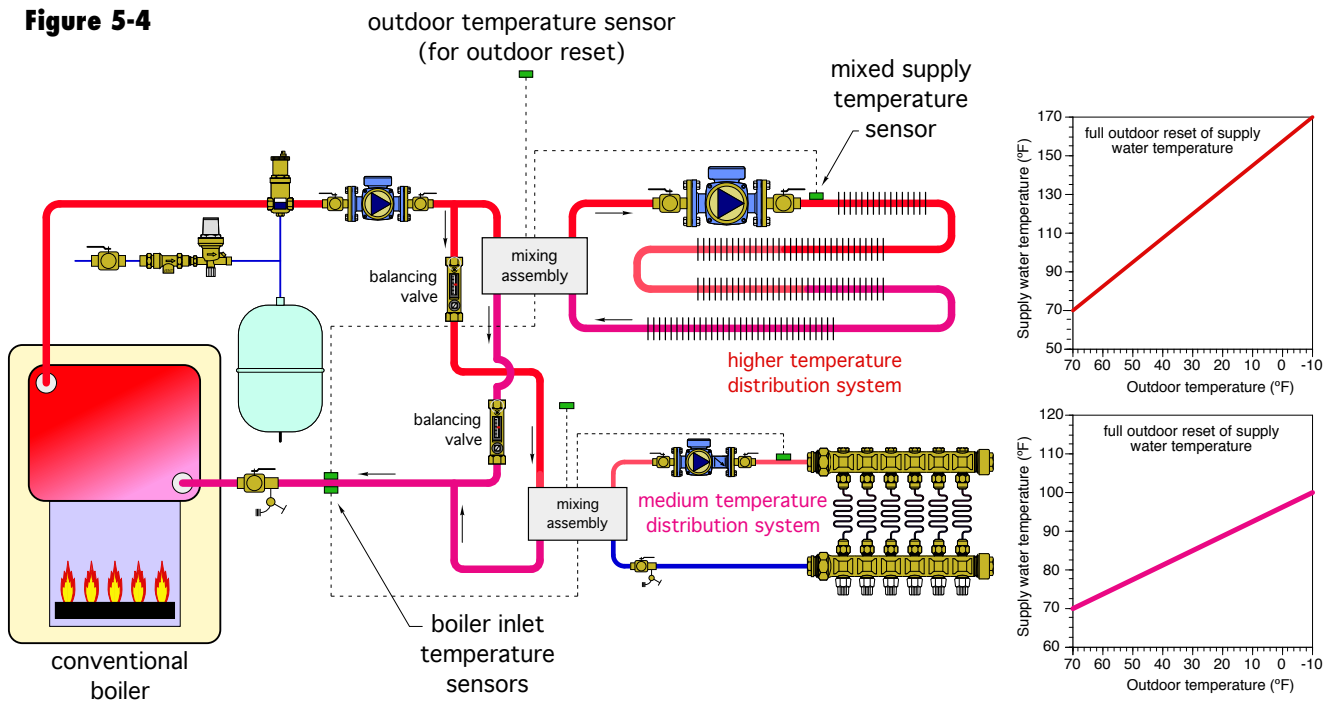 Figure 5-4
outdoor temperature sensor
(for outdoor reset)
mixed supply
temperature
sensor
balancing
valve
mixing
assembly
higher temperature
distribution system
balancing
valve
mixing
assembly
medium temperature
distribution system
boiler inlet
temperature
sensors
conventional
boiler
170
150
130
110
90
70
50
Supply water temperature (ºF)
full outdoor reset of supply
water temperature
70 60 50 40 30 20 10 0 -10
Outdoor temperature (ºF)
120
110
100
90
80
70
60
Supply water temperature (ºF)
full outdoor reset of supply
water temperature
70 60 50 40 30 20 10 0 -10
Outdoor temperature (ºF)